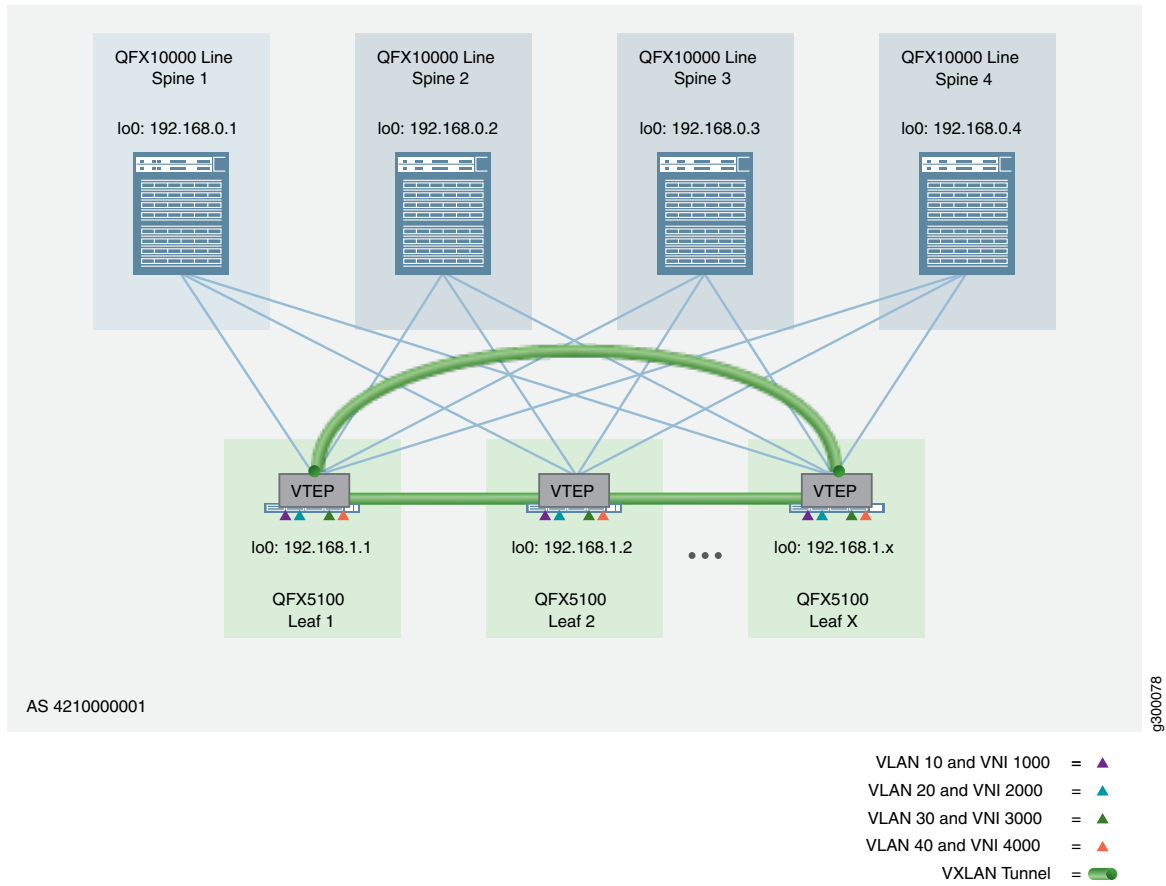 QFX10000 Line
Spine 1
lo0: 192.168.0.1
QFX10000 Line
Spine 2
lo0: 192.168.0.2
QFX10000 Line
Spine 3
lo0: 192.168.0.3
QFX10000 Line
Spine 4
lo0: 192.168.0.4
VTEP
VTEP
VTEP
lo0: 192.168.1.1
lo0: 192.168.1.2
...
lo0: 192.168.1.x
QFX5100
Leaf 1
QFX5100
Leaf 2
QFX5100
Leaf X
AS 4210000001
g300078
VLAN 10 and VNI 1000 =
VLAN 20 and VNI 2000 =
VLAN 30 and VNI 3000 =
VLAN 40 and VNI 4000 =
VXLAN Tunnel =